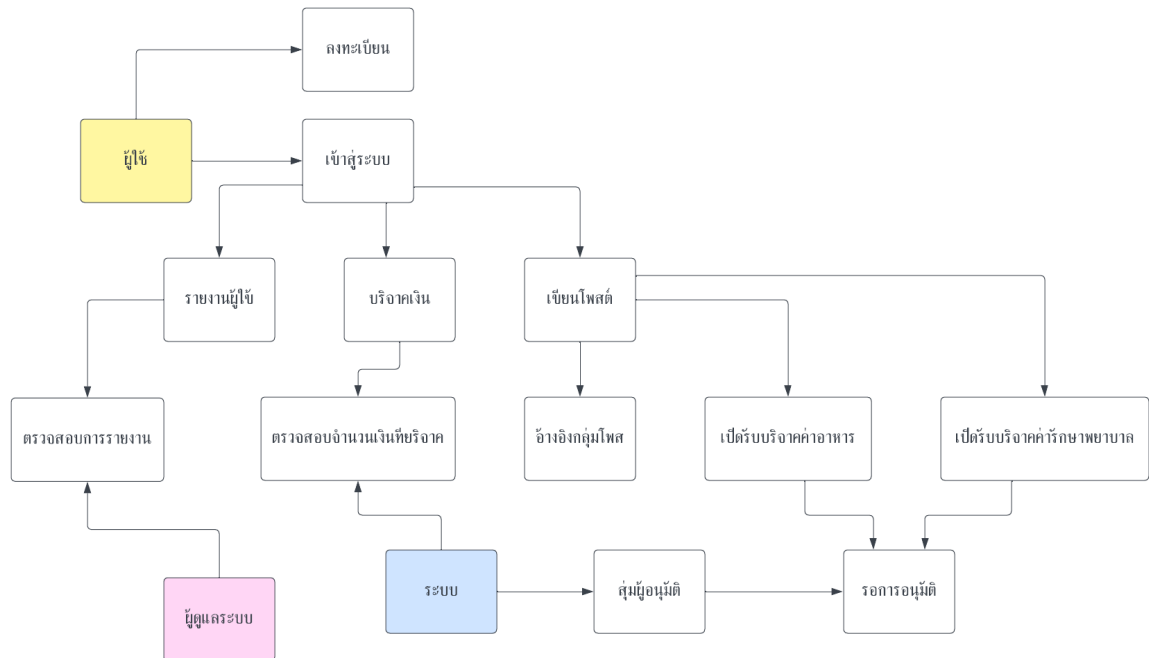 ลงทะเบียน
ผู้ใช้
เข้าสู่ระบบ
รายงานผู้ใช้
บริจาคเงิน
เขียนโพสต์
ตรวจสอบการรายงาน
ตรวจสอบจำนวนเงินที่บริจาค
อ้างอิงกลุ่มโพส
เปิดรับบริจาคค่าอาหาร
เปิดรับบริจาคค่ารักษาพยาบาล
ผู้ดูแลระบบ
ระบบ
สุ่มผู้อนุมัติ
รอการอนุมัติ